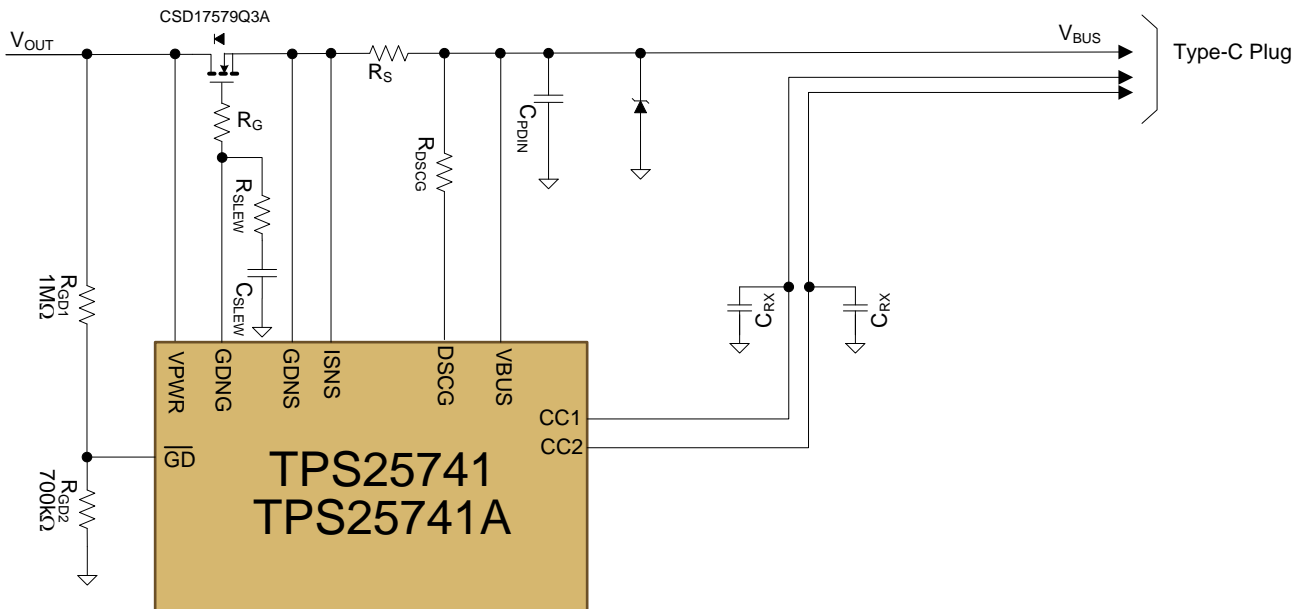 CSD17579Q3A
VOUT
VBUS
Type-C Plug
RS
RG
CPDIN
RDSCG
RSLEW
CSLEW
RGD1
1MΩ
CRX
CRX
VPWR
GDNG
GDNS
ISNS
DSCG
VBUS
CC1
CC2
GD
TPS25741
TPS25741A
RGD2
700kΩ